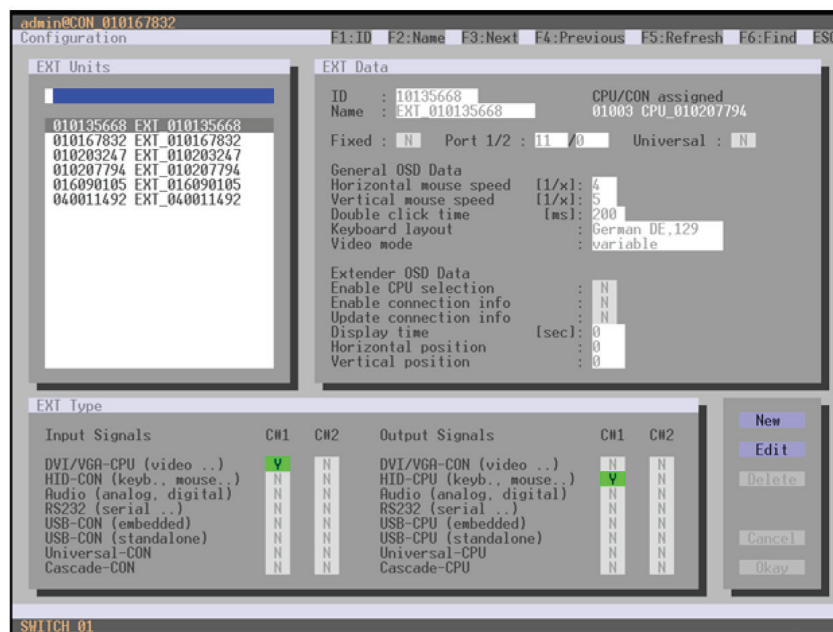 admin@CON_010167832
Configuration F1:ID F2:Name F3:Next F4:Previous F5:Refresh F6:Find ESC
EXT Units
010135668 EXT_010135668
010167832 EXT_010167832
010203247 EXT_010203247
010207794 EXT_010207794
016090105 EXT_016090105
040011492 EXT_040011492
EXT Data
ID : 10135668 CPU/CON assigned
Name : EXT_010135668 01003 CPU_010207794
Fixed : N Port 1/2 : 11 /0 Universal : N
General OSD Data
Horizontal mouse speed [1/x]: 4
Vertical mouse speed [1/x]: 5
Double click time [ms]: 200
Keyboard layout : German DE,129
Video mode : variable
Extender OSD Data
Enable CPU selection : N
Enable connection info : N
Update connection info : N
Display time [sec]: 0
Horizontal position : 0
Vertical position : 0
EXT Type
Input Signals C#1 C#2 Output Signals C#1 C#2
DVI/VGA-CPU (video ..) Y N DVI/VGA-CON (video ..) N N
HID-CON (keyb., mouse..) N N HID-CPU (keyb., mouse..) Y N
Audio (analog, digital) N N Audio (analog, digital) N N
RS232 (serial ..) N N RS232 (serial ..) N N
USB-CON (embedded) N N USB-CPU (embedded) N N
USB-CON (standalone) N N USB-CPU (standalone) N N
Universal-CON N N Universal-CPU N N
Cascade-CON N N Cascade-CPU N N
New
Edit
Delete
Cancel
Okay
SWITCH_01